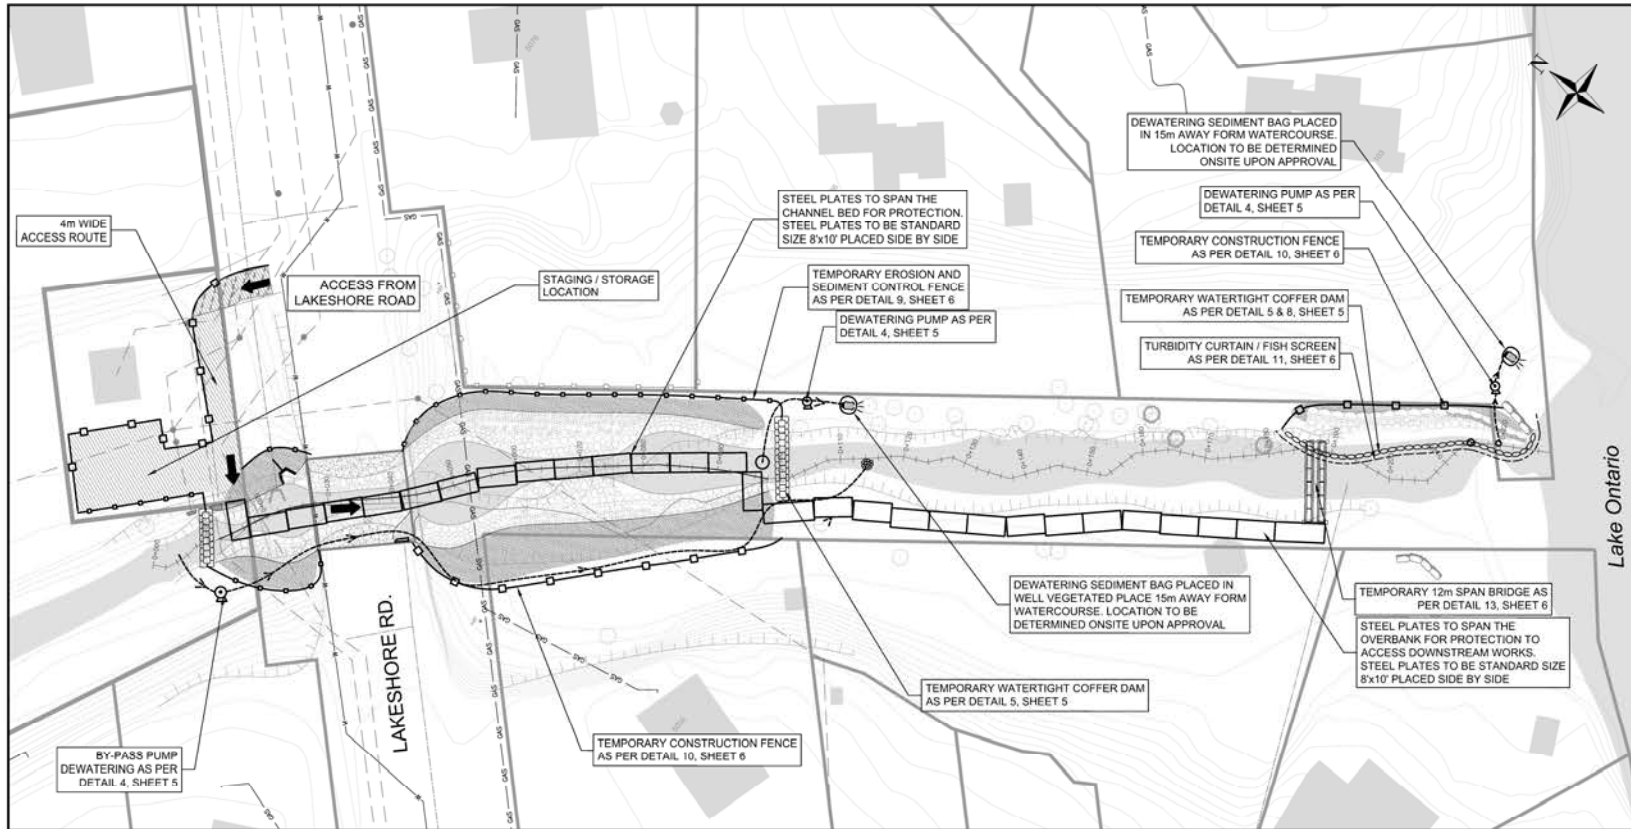 N
DEWATERING SEDIMENT BAG PLACED
IN 15m AWAY FORM WATERCOURSE.
LOCATION TO BE DETERMINED
ONSITE UPON APPROVAL
DEWATERING PUMP AS PER
DETAIL 4, SHEET 5
TEMPORARY CONSTRUCTION FENCE
AS PER DETAIL 10, SHEET 6
TEMPORARY WATERTIGHT COFFER DAM
AS PER DETAIL 5 & 8, SHEET 5
TURBIDITY CURTAIN / FISH SCREEN
AS PER DETAIL 11, SHEET 6
STEEL PLATES TO SPAN THE
CHANNEL BED FOR PROTECTION.
STEEL PLATES TO BE STANDARD
SIZE 8'x10' PLACED SIDE BY SIDE
4m WIDE
ACCESS ROUTE
ACCESS FROM
LAKESHORE ROAD
STAGING / STORAGE
LOCATION
TEMPORARY EROSION AND
SEDIMENT CONTROL FENCE
AS PER DETAIL 9, SHEET 6
DEWATERING PUMP AS PER
DETAIL 4, SHEET 5
Lake Ontario
DEWATERING SEDIMENT BAG PLACED IN
WELL VEGETATED PLACE 15m AWAY FORM
WATERCOURSE. LOCATION TO BE
DETERMINED ONSITE UPON APPROVAL
TEMPORARY 12m SPAN BRIDGE AS
PER DETAIL 13, SHEET 6
STEEL PLATES TO SPAN THE
OVERBANK FOR PROTECTION TO
ACCESS DOWNSTREAM WORKS.
STEEL PLATES TO BE STANDARD SIZE
8'x10' PLACED SIDE BY SIDE
TEMPORARY WATERTIGHT COFFER DAM
AS PER DETAIL 5, SHEET 5
LAKESHORE RD.
TEMPORARY CONSTRUCTION FENCE
AS PER DETAIL 10, SHEET 6
BY-PASS PUMP
DEWATERING AS PER
DETAIL 4, SHEET 5
GAS
GAS
GAS
GAS
GAS
GAS
GAS
GAS
GAS
GAS